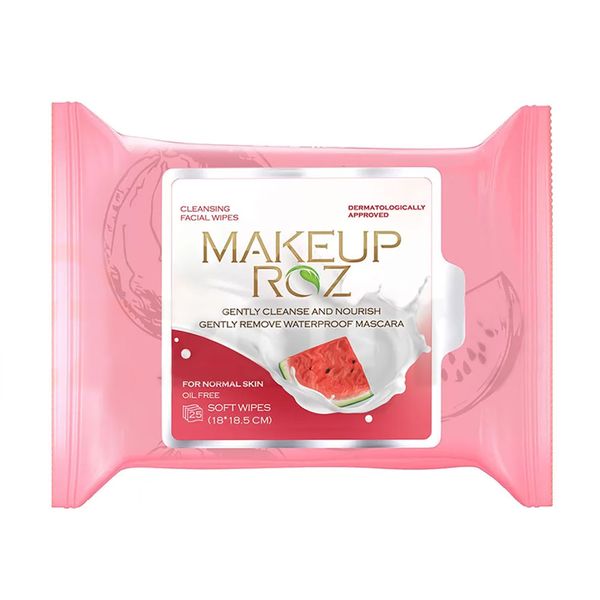 CLEANSING
FACIAL WIPES
DERMATOLOGICALLY
APPROVED
MAKEUP
ROZ
GENTLY CLEANSE AND NOURISH
GENTLY REMOVE WATERPROOF MASCARA
FOR NORMAL SKIN
OIL FREE
25 SOFT WIPES
(18*18.5 CM)